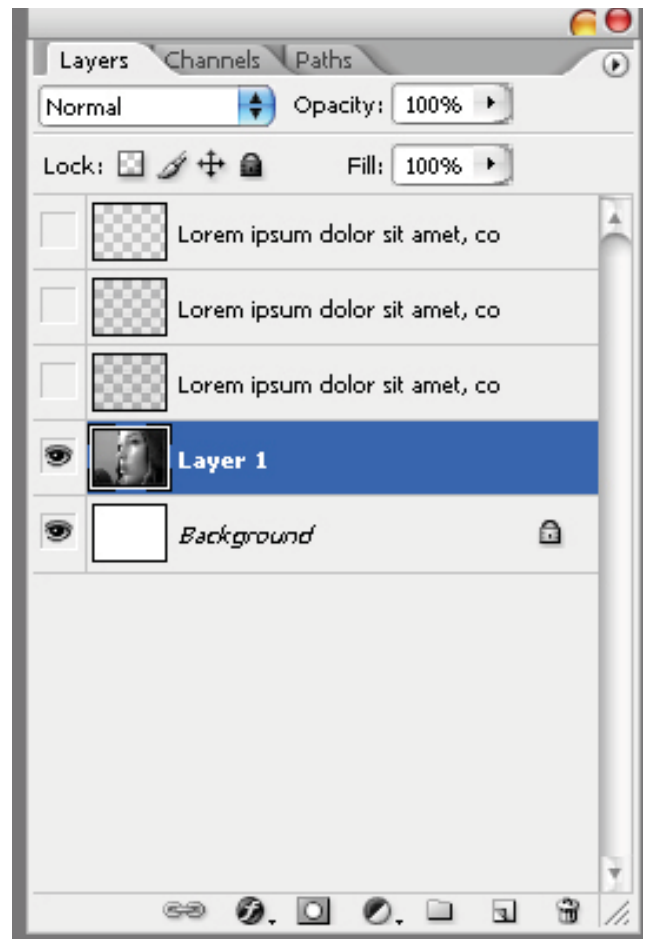 Layers Channels Paths
Normal Opacity: 100%
Lock: Fill: 100%
Lorem ipsum dolor sit amet, co
Lorem ipsum dolor sit amet, co
Lorem ipsum dolor sit amet, co
Layer 1
Background